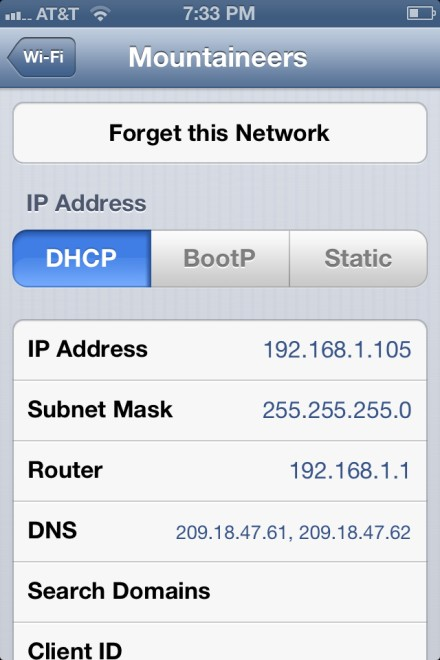 AT&T 7:33 PM
Wi-Fi Mountaineers
Forget this Network
IP Address
DHCP BootP Static
IP Address 192.168.1.105
Subnet Mask 255.255.255.0
Router 192.168.1.1
DNS 209.18.47.61, 209.18.47.62
Search Domains
Client ID